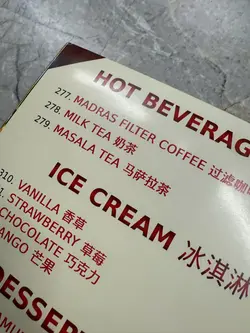 HOT BEVERAG
277. MADRAS FILTER COFFEE 过滤咖
278. MILK TEA 奶茶
279. MASALA TEA 马萨拉茶
ICE CREAM 冰淇淋
310. VANILLA 香草
1. STRAWBERRY 草莓
CHOCOLATE 巧克力
ANGO 芒果
DESSER